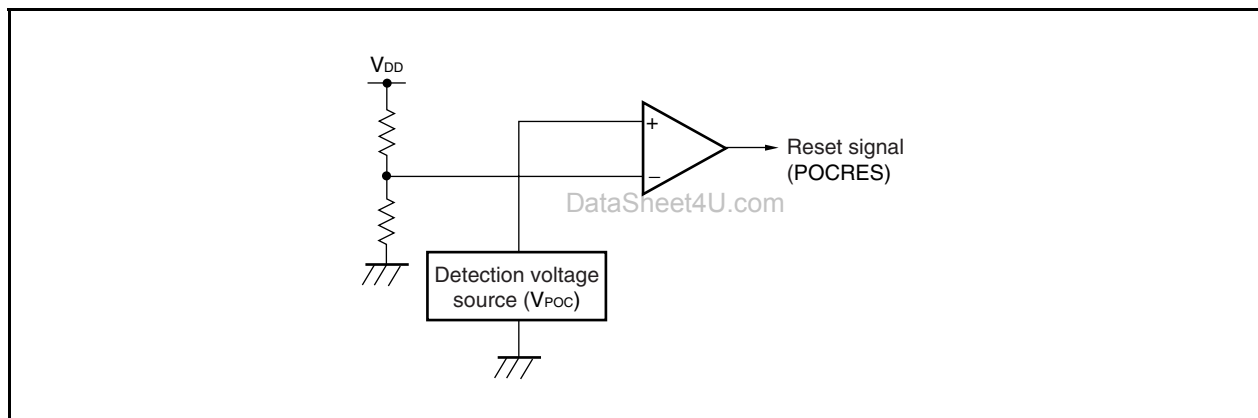 VDD
+
−
Reset signal
(POCRES)
DataSheet4U.com
Detection voltage
source (VPOC)